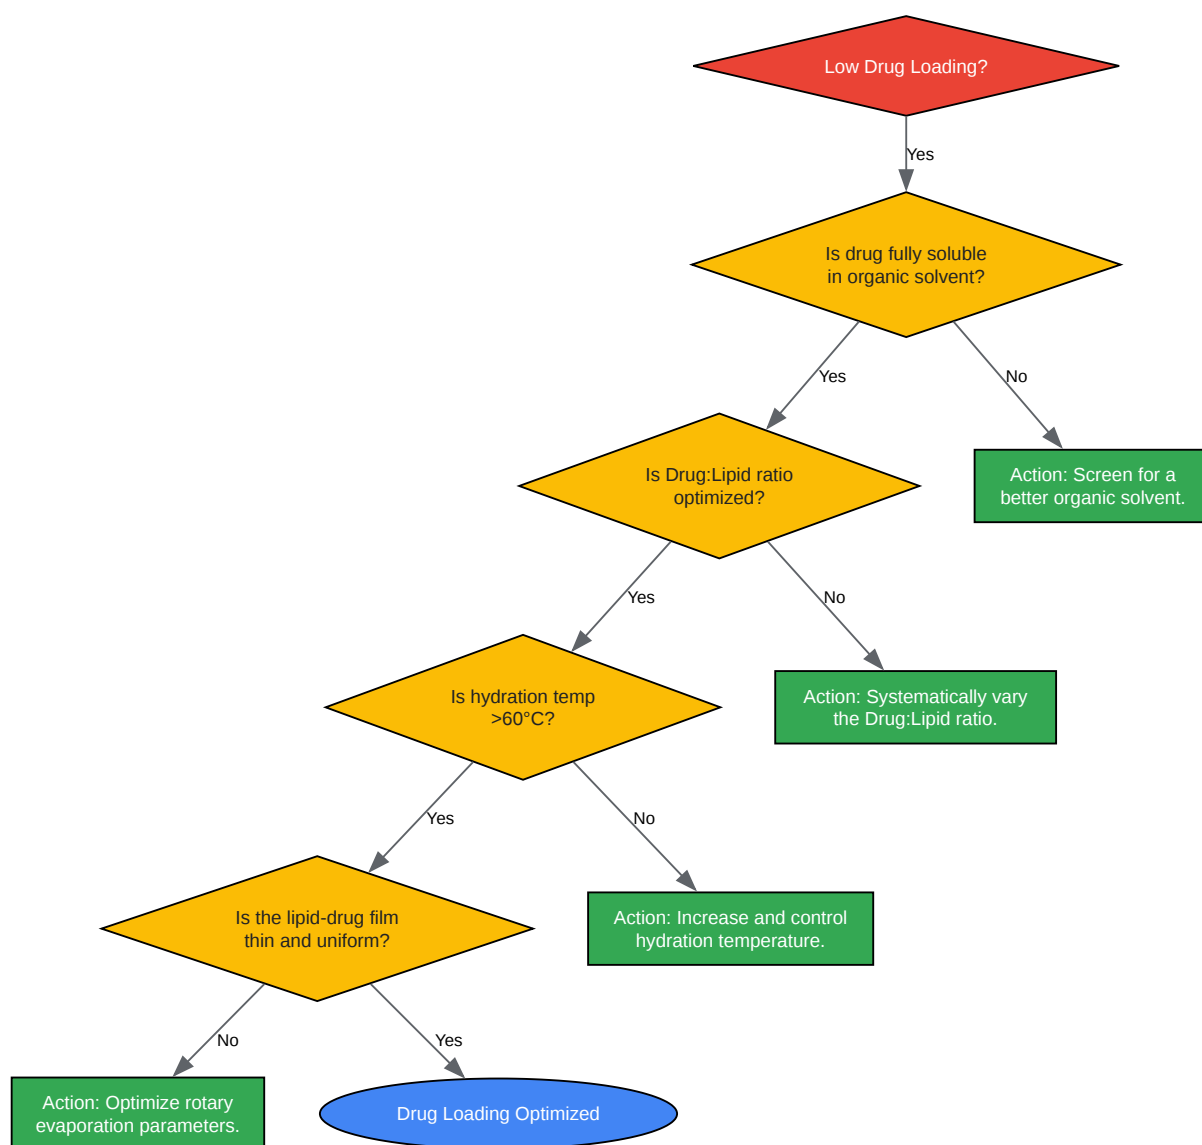 Low Drug Loading?
Yes
Is drug fully soluble
in organic solvent?
Yes
No
Is Drug:Lipid ratio
optimized?
Action: Screen for a
better organic solvent.
Yes
No
Is hydration temp
>60°C?
Action: Systematically vary
the Drug:Lipid ratio.
Yes
No
Is the lipid-drug film
thin and uniform?
Action: Increase and control
hydration temperature.
No
Yes
Action: Optimize rotary
evaporation parameters.
Drug Loading Optimized